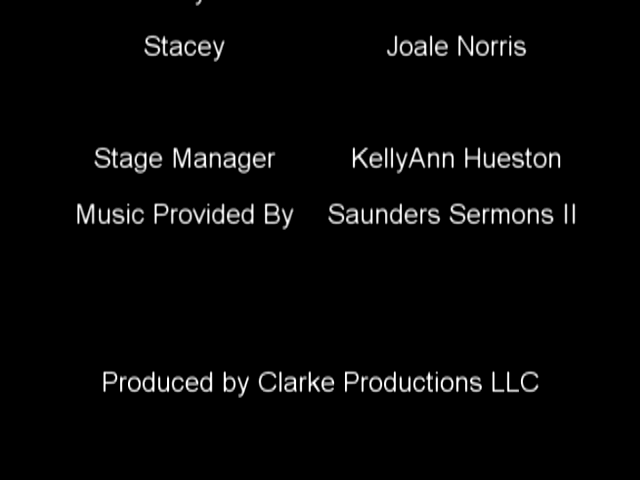 Stacey Joale Norris
Stage Manager KellyAnn Hueston
Music Provided By Saunders Sermons II
Produced by Clarke Productions LLC